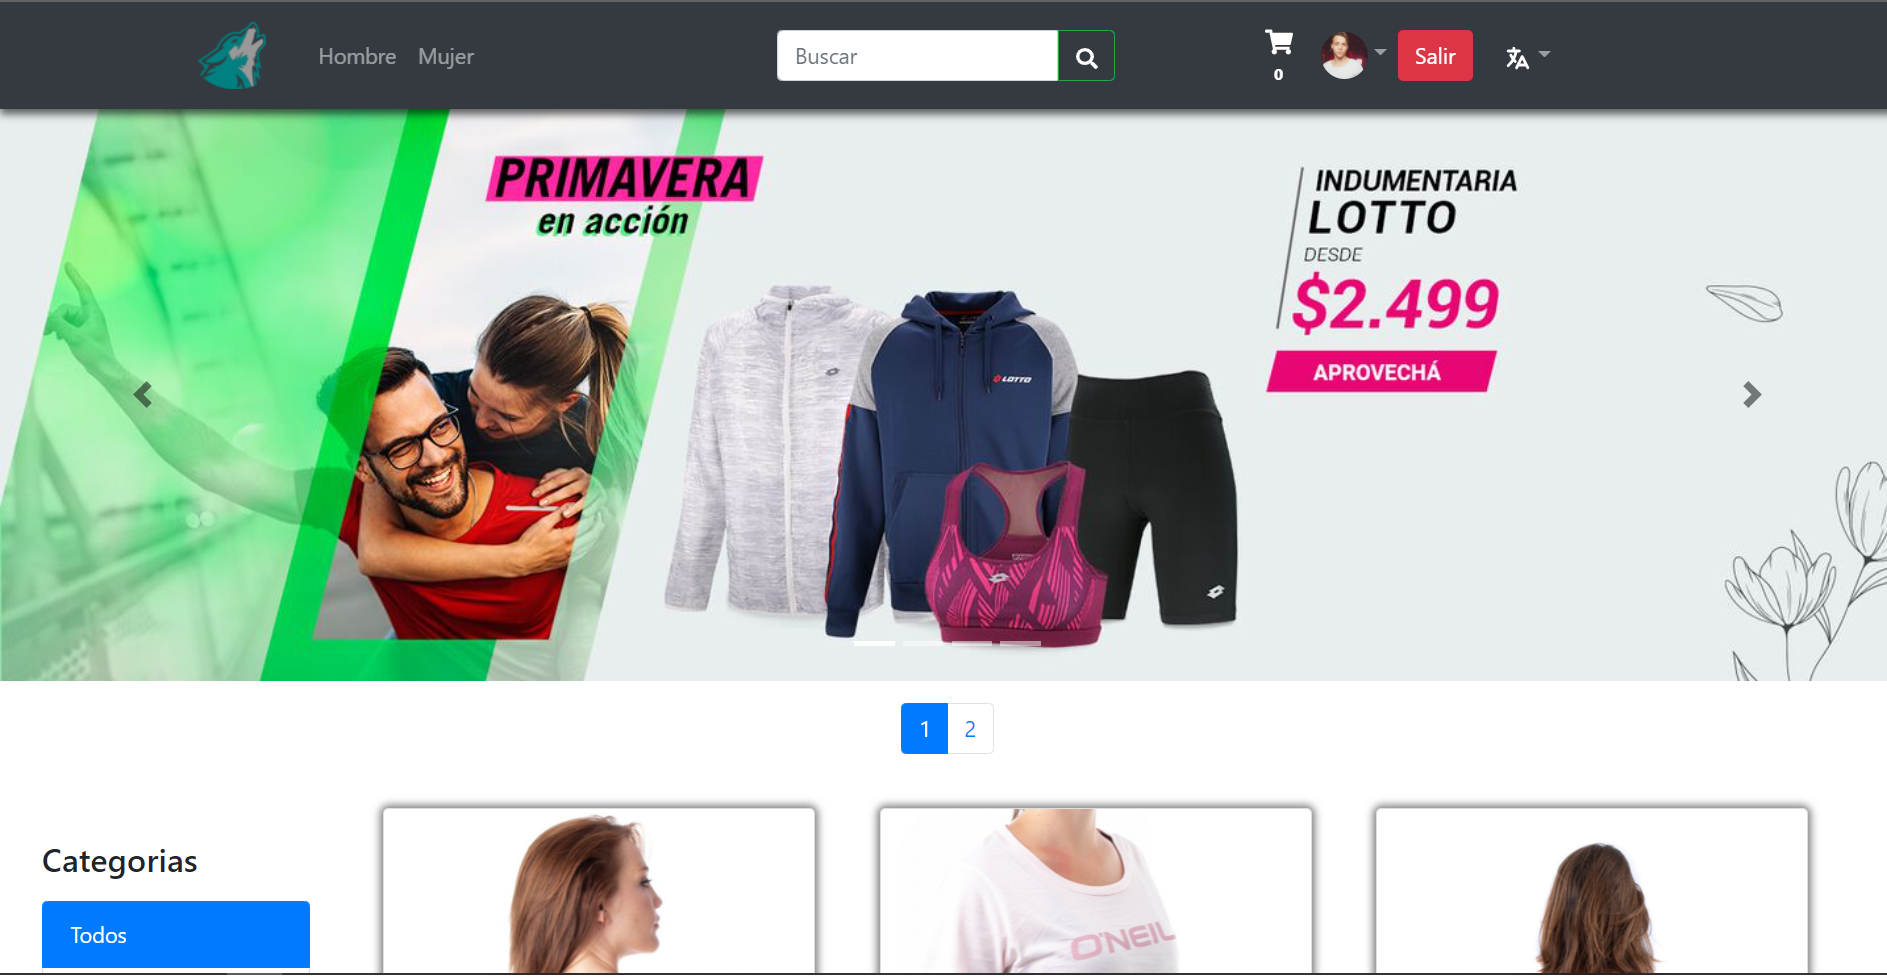 Hombre Mujer
Buscar
0
Salir
PRIMAVERA
en acción
INDUMENTARIA
LOTTO
DESDE
$2.499
APROVECHÁ
LOTTO
1 2
Categorias
Todos
O'NEIL